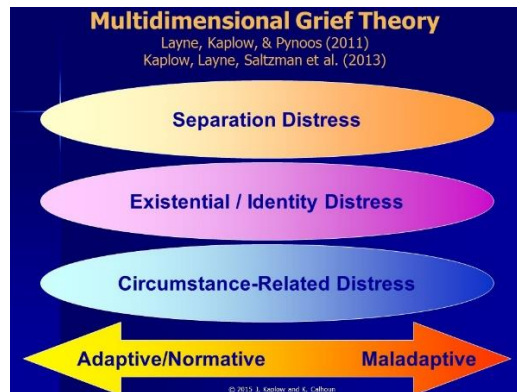 Multidimensional Grief Theory
Layne, Kaplow, & Pynoos (2011)
Kaplow, Layne, Saltzman et al. (2013)
Separation Distress
Existential / Identity Distress
Circumstance-Related Distress
Adaptive/Normative Maladaptive
© 2015 J. Kaplow and K. Calhoun